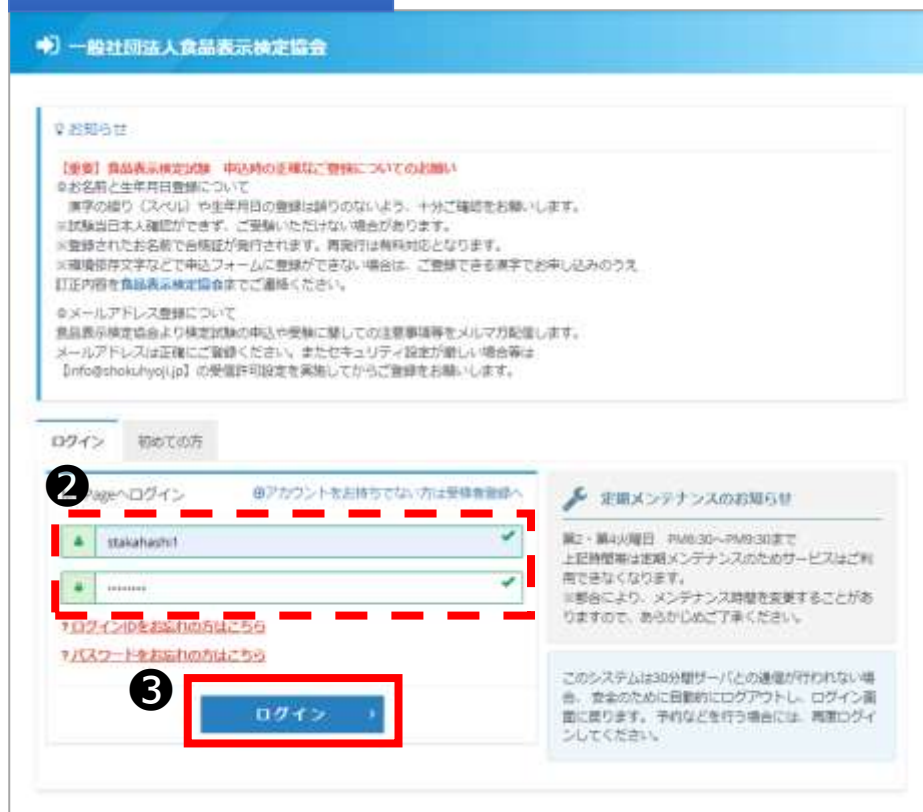 一般社団法人食品表示検定協会
お知らせ
【重要】食品表示検定試験 申込時の正確なご登録についてのお願い
◎お名前と生年月日登録について
漢字の綴り（スペル）や生年月日の登録は誤りのないよう、十分ご確認をお願いします。
※試験当日本人確認ができず、ご受験いただけない場合があります。
※登録されたお名前で合格証が発行されます。再発行は有料対応となります。
※環境依存文字などで申込フォームに登録ができない場合は、ご登録できる漢字でお申し込みのうえ
訂正内容を食品表示検定協会までご連絡ください。
◎メールアドレス登録について
食品表示検定協会より検定試験の申込や受験に関しての注意事項等をメルマガ配信します。
メールアドレスは正確にご登録ください。またセキュリティ設定が厳しい場合等は
【info@shokuhyoji.jp】の受信許可設定を実施してからご登録をお願いします。
ログイン 初めての方
❷
Pageへログイン ⊕アカウントをお持ちでない方は受験者登録へ
stakahashi1
••••••••
?ログインIDをお忘れの方はこちら
?パスワードをお忘れの方はこちら
❸
ログイン ›
定期メンテナンスのお知らせ
第2・第4火曜日 PM6:30～PM9:30まで
上記時間帯は定期メンテナンスのためサービスはご利
用できなくなります。
※都合により、メンテナンス時間を変更することがあ
りますので、あらかじめご了承ください。
このシステムは30分間サーバとの通信が行われない場
合、安全のために自動的にログアウトし、ログイン画
面に戻ります。予約などを行う場合には、再度ログイ
ンしてください。